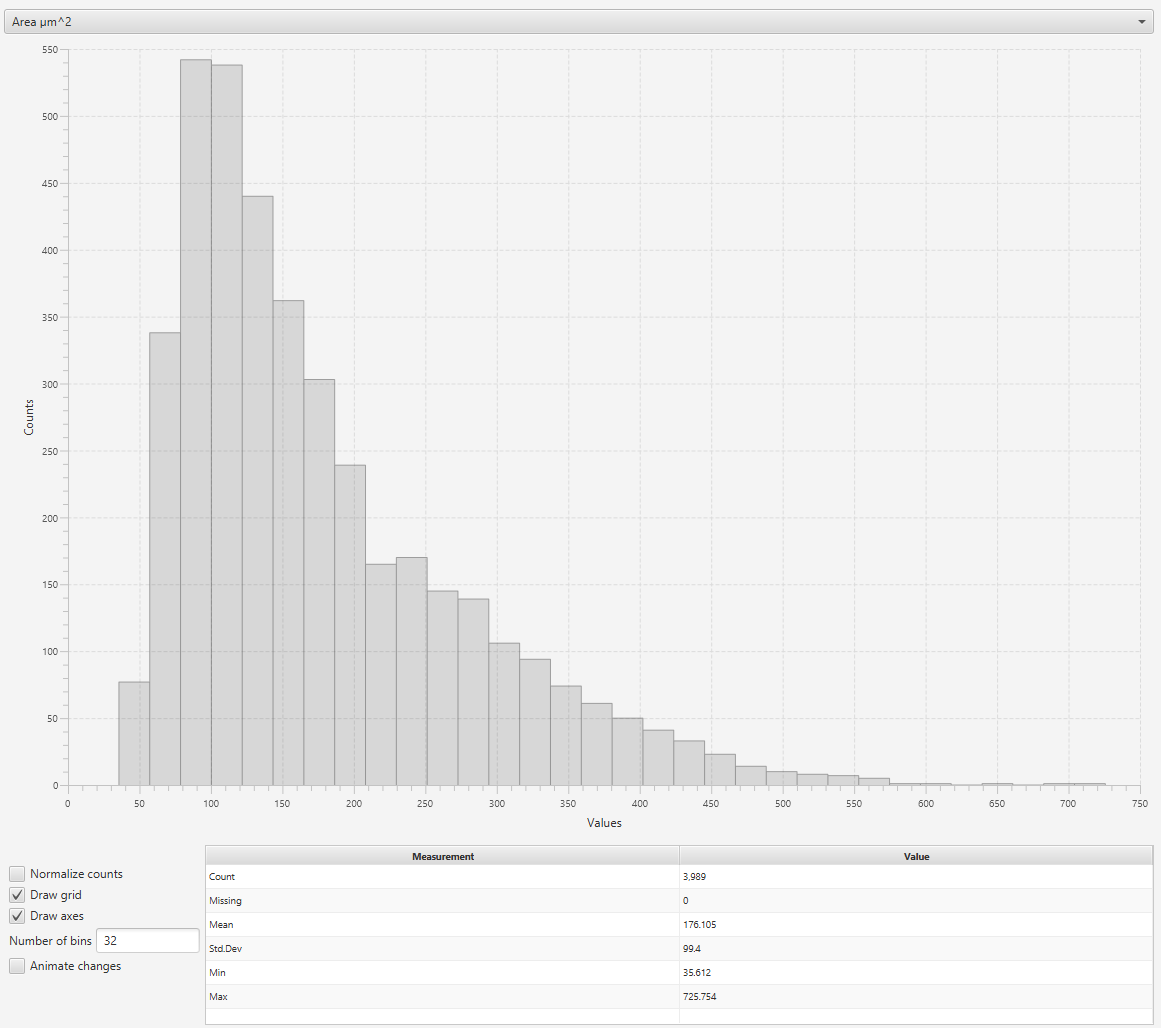 Area µm^2
550
500
450
400
350
300
250
200
150
100
50
0
Counts
0 50 100 150 200 250 300 350 400 450 500 550 600 650 700 750
Values
Normalize counts
Draw grid
Draw axes
Number of bins 32
Animate changes
Measurement Value
Count 3,989
Missing 0
Mean 176.105
Std.Dev 99.4
Min 35.612
Max 725.754